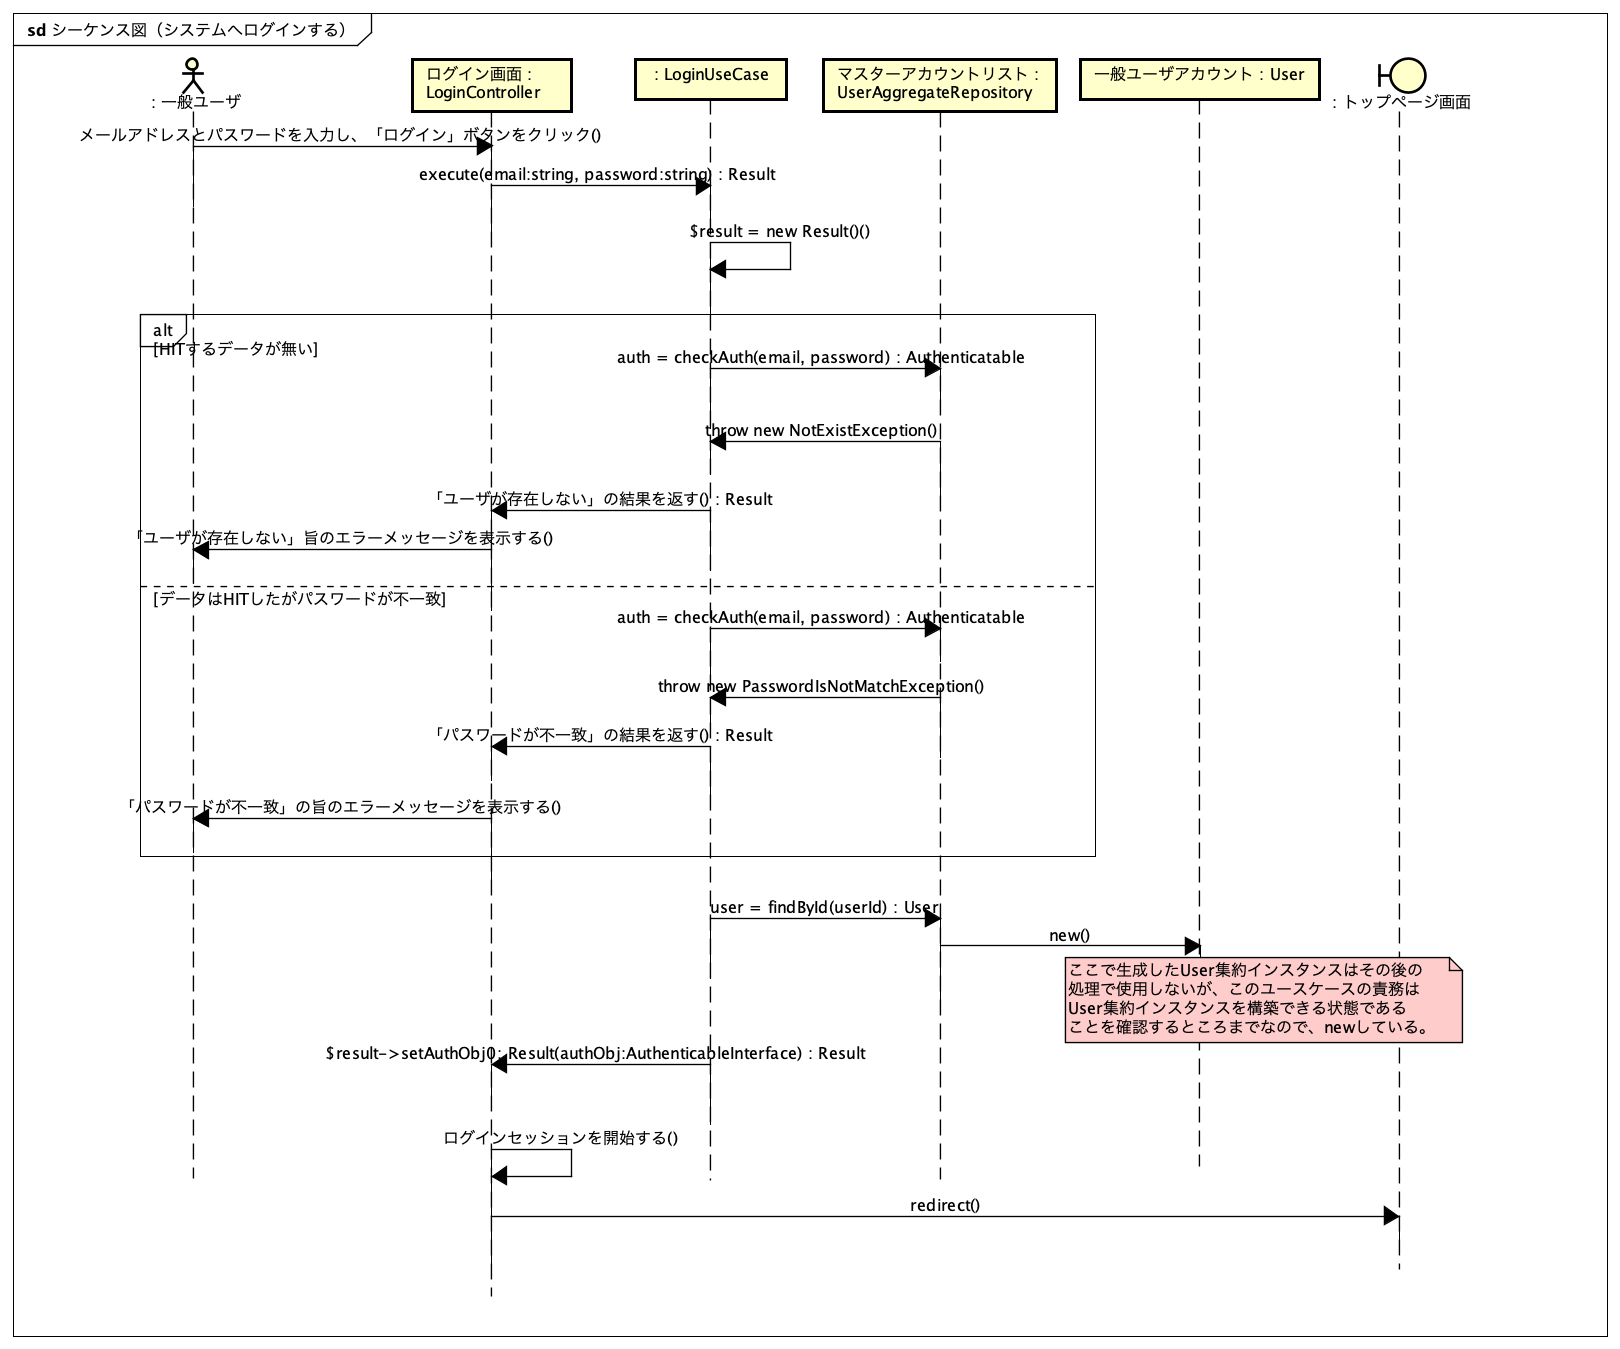 sd シーケンス図（システムへログインする）
: 一般ユーザ
ログイン画面 :
LoginController
: LoginUseCase
マスターアカウントリスト :
UserAggregateRepository
一般ユーザアカウント : User
: トップページ画面
メールアドレスとパスワードを入力し、「ログイン」ボタンをクリック()
execute(email:string, password:string) : Result
$result = new Result()()
alt
[HITするデータが無い]
auth = checkAuth(email, password) : Authenticatable
throw new NotExistException()
「ユーザが存在しない」の結果を返す() : Result
「ユーザが存在しない」旨のエラーメッセージを表示する()
[データはHITしたがパスワードが不一致]
auth = checkAuth(email, password) : Authenticatable
throw new PasswordIsNotMatchException()
「パスワードが不一致」の結果を返す() : Result
「パスワードが不一致」の旨のエラーメッセージを表示する()
user = findById(userId) : User
new()
ここで生成したUser集約インスタンスはその後の
処理で使用しないが、このユースケースの責務は
User集約インスタンスを構築できる状態である
ことを確認するところまでなので、newしている。
$result->setAuthObj(): Result(authObj:AuthenticableInterface) : Result
ログインセッションを開始する()
redirect()